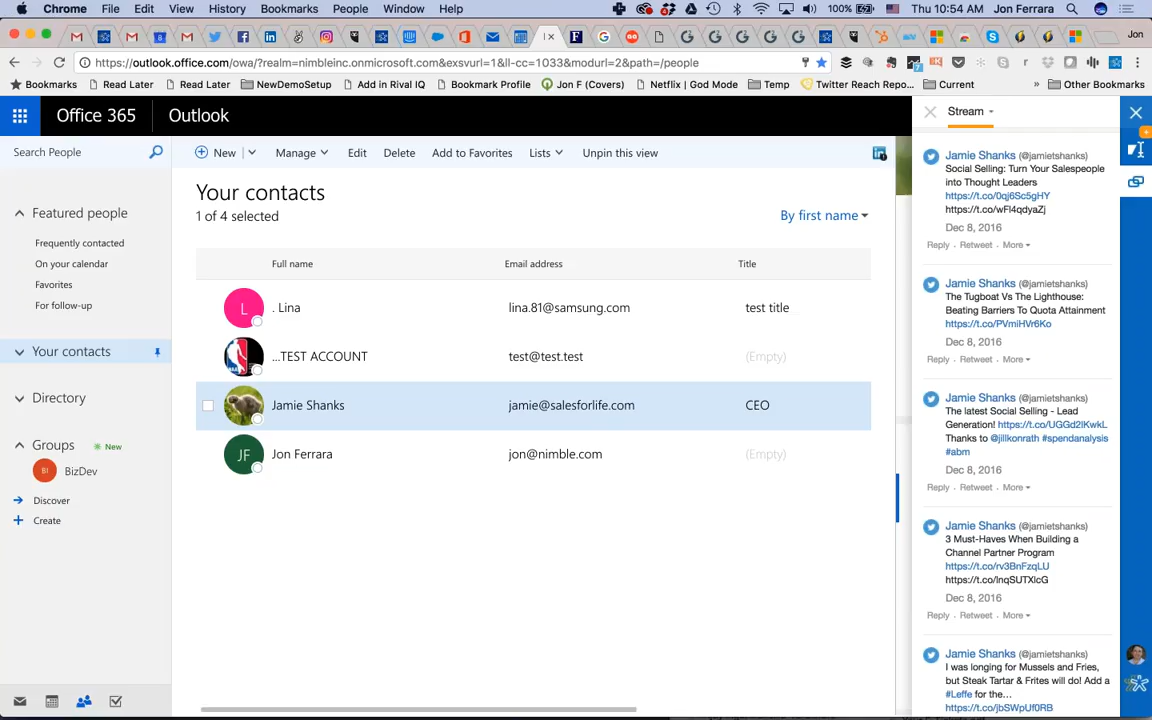 Chrome File Edit View History Bookmarks People Window Help 100% Thu 10:54 AM Jon Ferrara
Jon
https://outlook.office.com/owa/?realm=nimbleinc.onmicrosoft.com&exsvurl=1&ll-cc=1033&modurl=2&path=/people
Bookmarks Read Later Read Later NewDemoSetup Add in Rival IQ Bookmark Profile Jon F (Covers) Netflix | God Mode Temp Twitter Reach Repo... Current » Other Bookmarks
Office 365 Outlook
Stream
Search People
New Manage Edit Delete Add to Favorites Lists Unpin this view
Your contacts
1 of 4 selected
By first name
Full name Email address Title
L . Lina lina.81@samsung.com test title
...TEST ACCOUNT test@test.test (Empty)
Jamie Shanks jamie@salesforlife.com CEO
JF Jon Ferrara jon@nimble.com (Empty)
Featured people
Frequently contacted
On your calendar
Favorites
For follow-up
Your contacts
Directory
Groups New
BI BizDev
Discover
Create
Jamie Shanks (@jamietshanks)
Social Selling: Turn Your Salespeople
into Thought Leaders
https://t.co/0qj6Sc5gHY
https://t.co/wFl4qdyaZj
Dec 8, 2016
Reply . Retweet . More
Jamie Shanks (@jamietshanks)
The Tugboat Vs The Lighthouse:
Beating Barriers To Quota Attainment
https://t.co/PVmiHVr6Ko
Dec 8, 2016
Reply . Retweet . More
Jamie Shanks (@jamietshanks)
The latest Social Selling - Lead
Generation! https://t.co/UGGd2lKwkL
Thanks to @jillkonrath #spendanalysis
#abm
Dec 8, 2016
Reply . Retweet . More
Jamie Shanks (@jamietshanks)
3 Must-Haves When Building a
Channel Partner Program
https://t.co/rv3BnFzqLU
https://t.co/lnqSUTXlcG
Dec 8, 2016
Reply . Retweet . More
Jamie Shanks (@jamietshanks)
I was longing for Mussels and Fries,
but Steak Tartar & Frites will do! Add a
#Leffe for the...
https://t.co/jbSWpUf0RB